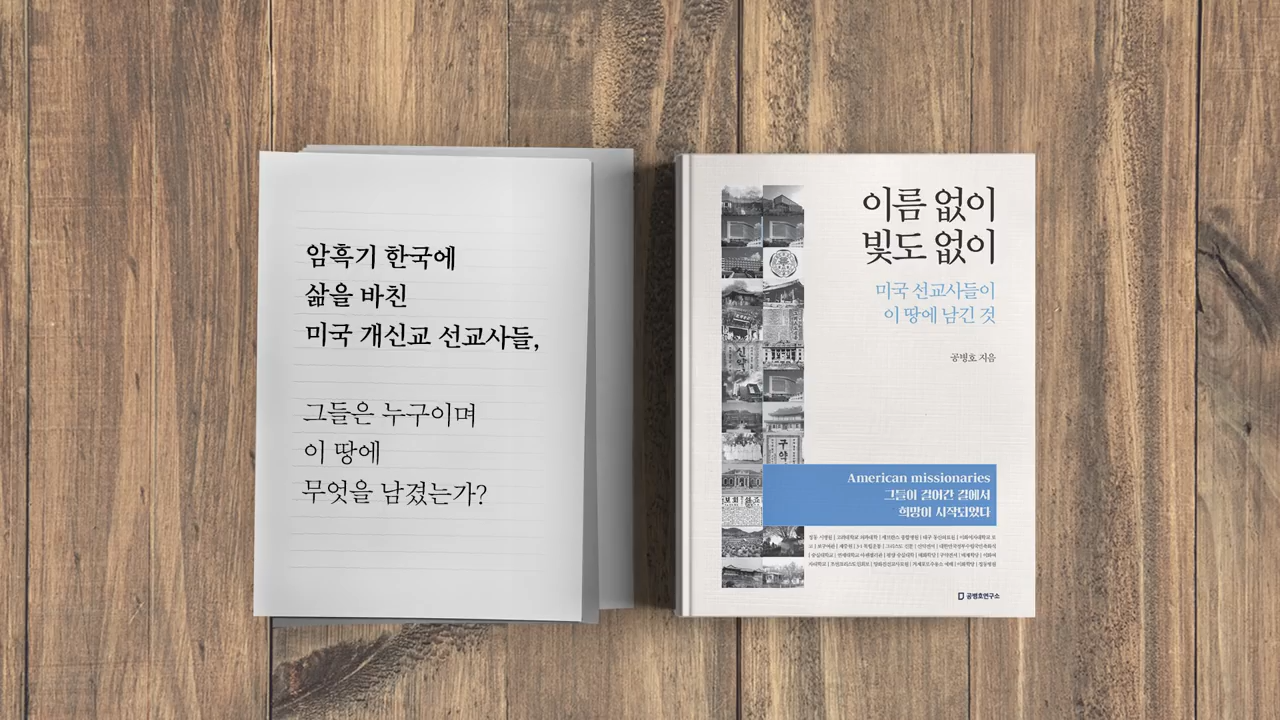 암흑기 한국에
삶을 바친
미국 개신교 선교사들,
그들은 누구이며
이 땅에
무엇을 남겼는가?
이름 없이
빛도 없이
미국 선교사들이
이 땅에 남긴 것
공병호 지음
구약
American missionaries
그들이 걸어간 길에서
희망이 시작되었다
공병호연구소